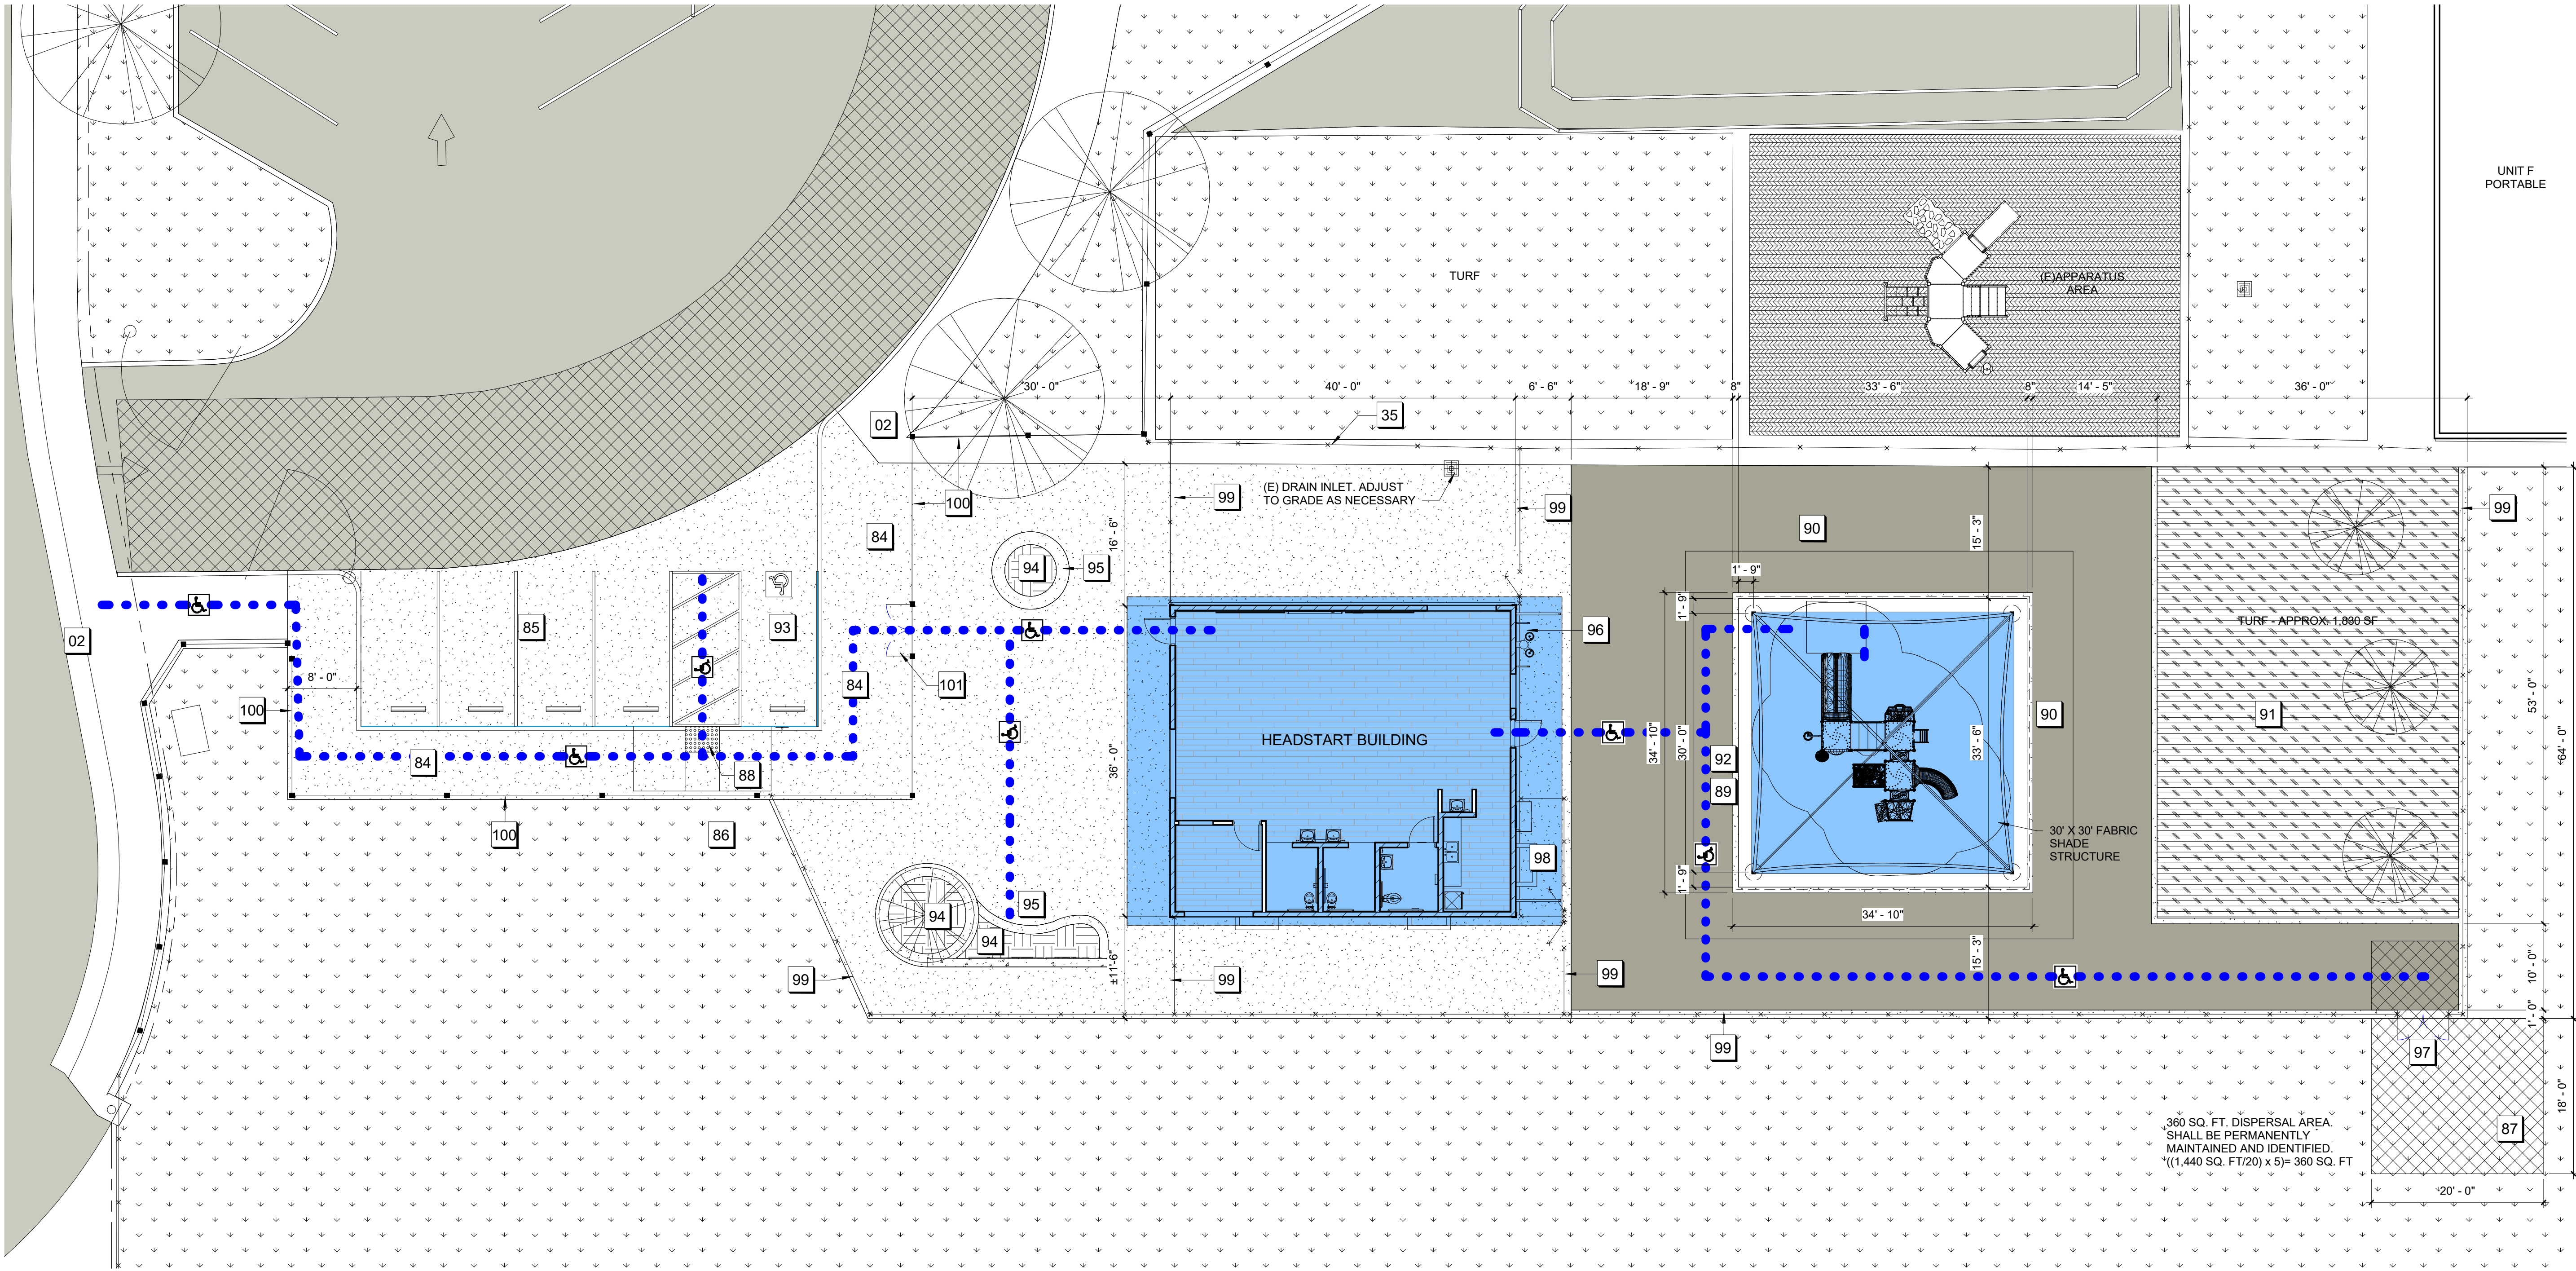 UNIT F
PORTABLE
TURF
(E)APPARATUS
AREA
30' - 0"
40' - 0"
6' - 6"
18' - 9"
8"
33' - 6"
8"
14' - 5"
36' - 0"
35
02
(E) DRAIN INLET. ADJUST
TO GRADE AS NECESSARY
99
99
99
100
84
16' - 6"
15' - 3"
90
94
95
1' - 9"
1' - 9"
85
93
96
02
TURF - APPROX. 1,830 SF
8' - 0"
84
101
100
53' - 0"
64' - 0"
90
91
HEADSTART BUILDING
34' - 10"
30' - 0"
33' - 6"
36' - 0"
84
88
92
89
100
86
30' X 30' FABRIC
SHADE
STRUCTURE
98
1' - 9"
95
94
94
34' - 10"
±11'-6"
15' - 3"
10' - 0"
99
99
99
1' - 0"
99
97
18' - 0"
360 SQ. FT. DISPERSAL AREA.
SHALL BE PERMANENTLY
MAINTAINED AND IDENTIFIED.
((1,440 SQ. FT/20) x 5)= 360 SQ. FT
87
20' - 0"